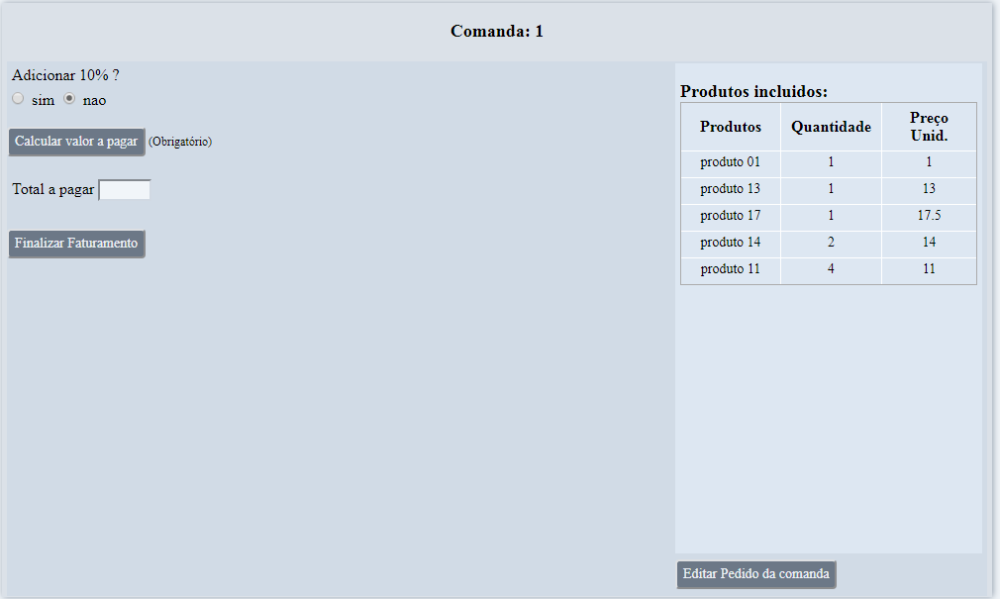 Comanda: 1
Adicionar 10% ?
sim nao
Calcular valor a pagar (Obrigatório)
Total a pagar
Finalizar Faturamento
Produtos incluidos:
Produtos Quantidade Preço
Unid.
produto 01 1 1
produto 13 1 13
produto 17 1 17.5
produto 14 2 14
produto 11 4 11
Editar Pedido da comanda